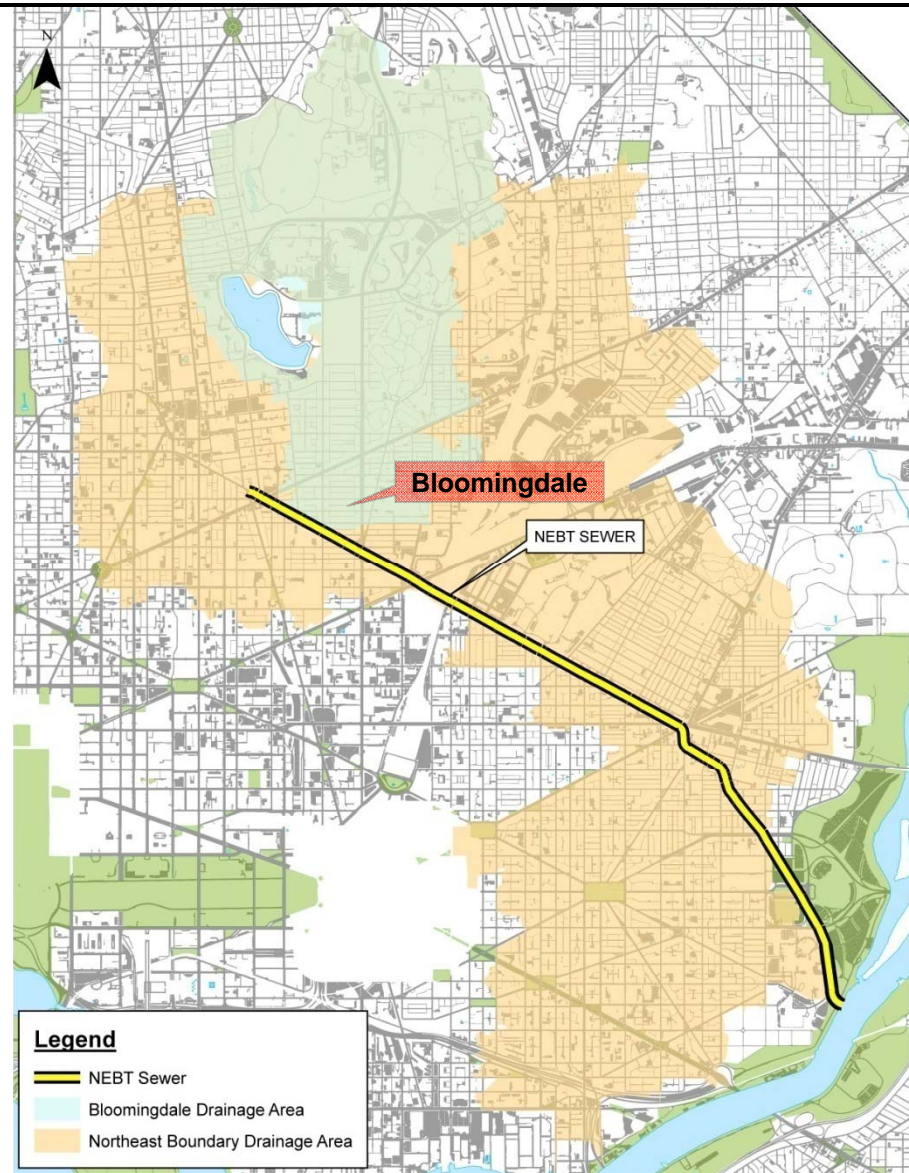 N
Bloomingdale
NEBT SEWER
Legend
NEBT Sewer
Bloomingdale Drainage Area
Northeast Boundary Drainage Area